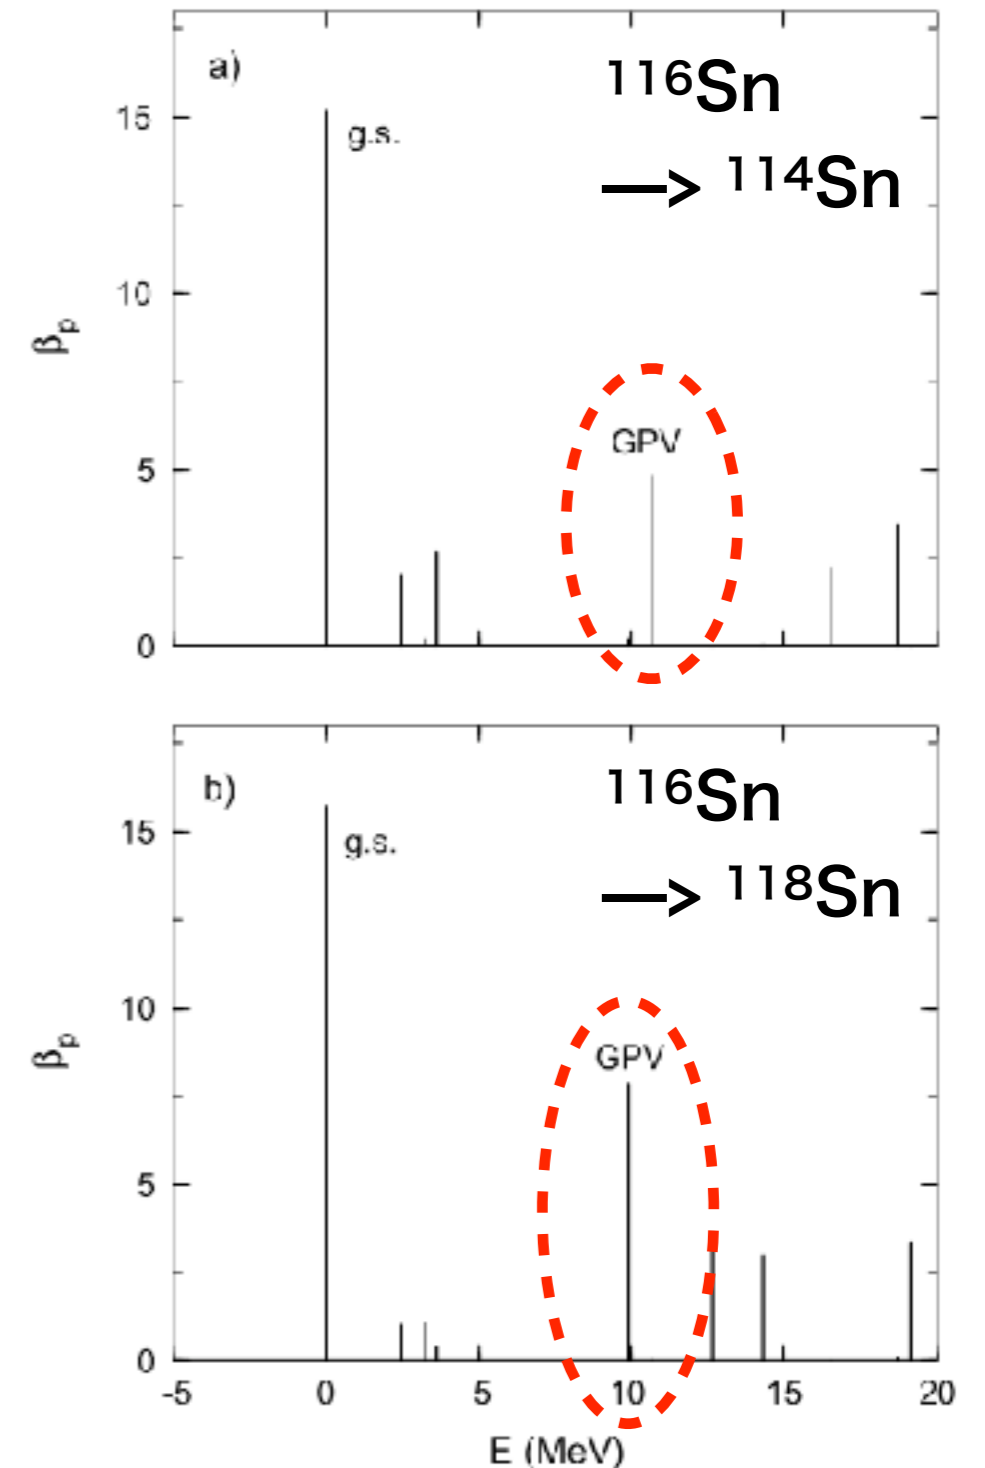 a)
¹¹⁶Sn
—> ¹¹⁴Sn
g.s.
GPV
βp
15
10
5
0
b)
¹¹⁶Sn
—> ¹¹⁸Sn
g.s.
GPV
βp
15
10
5
0
-5 0 5 10 15 20
E (MeV)